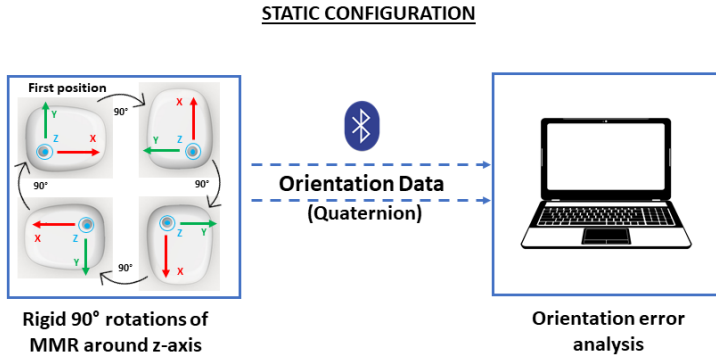 STATIC CONFIGURATION
First position
Y
Z
X
90°
X
Y
Z
90°
90°
X
Z
Y
Z
Y
X
90°
Orientation Data
(Quaternion)
Rigid 90° rotations of
MMR around z-axis
Orientation error
analysis